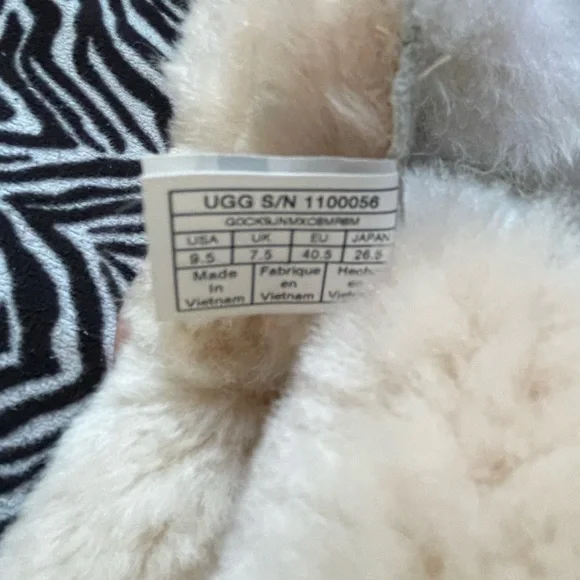 UGG S/N 1100056
USA UK EU JAPAN
9.5 7.5 40.5 26.5
Made Fabrique
in en en
Vietnam Vietnam